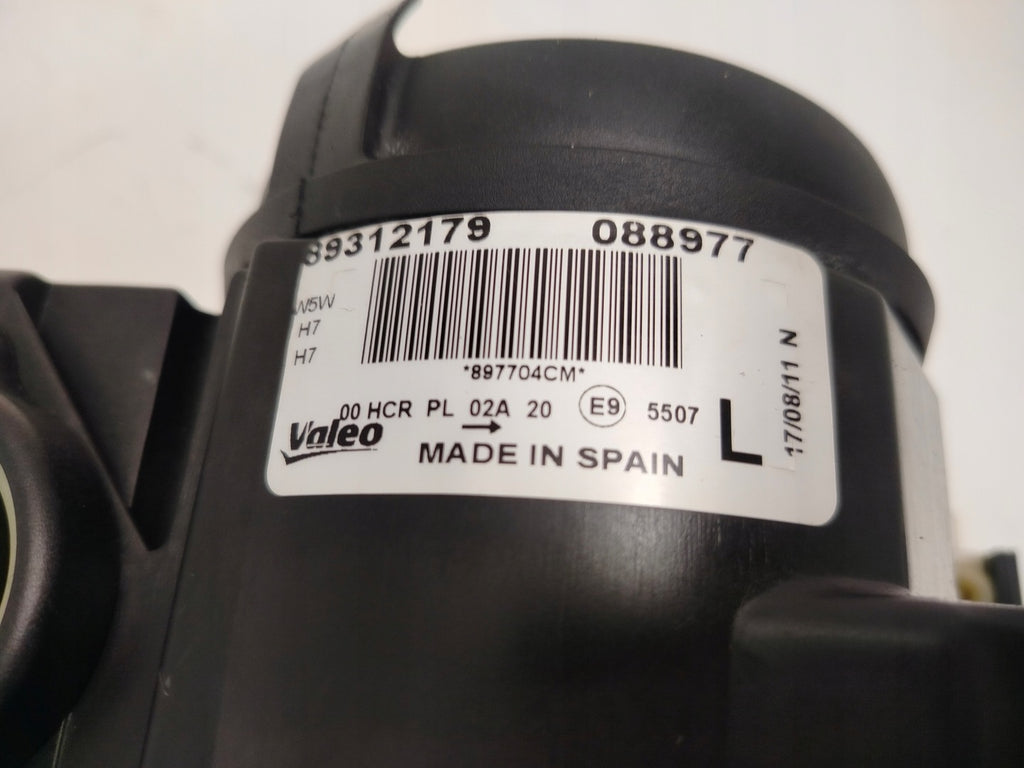 89312179 088977
W5W
H7
H7
*897704CM*
00 HCR PL 02A 20 E9 5507
→
Valeo
MADE IN SPAIN
L
17/08/11 N